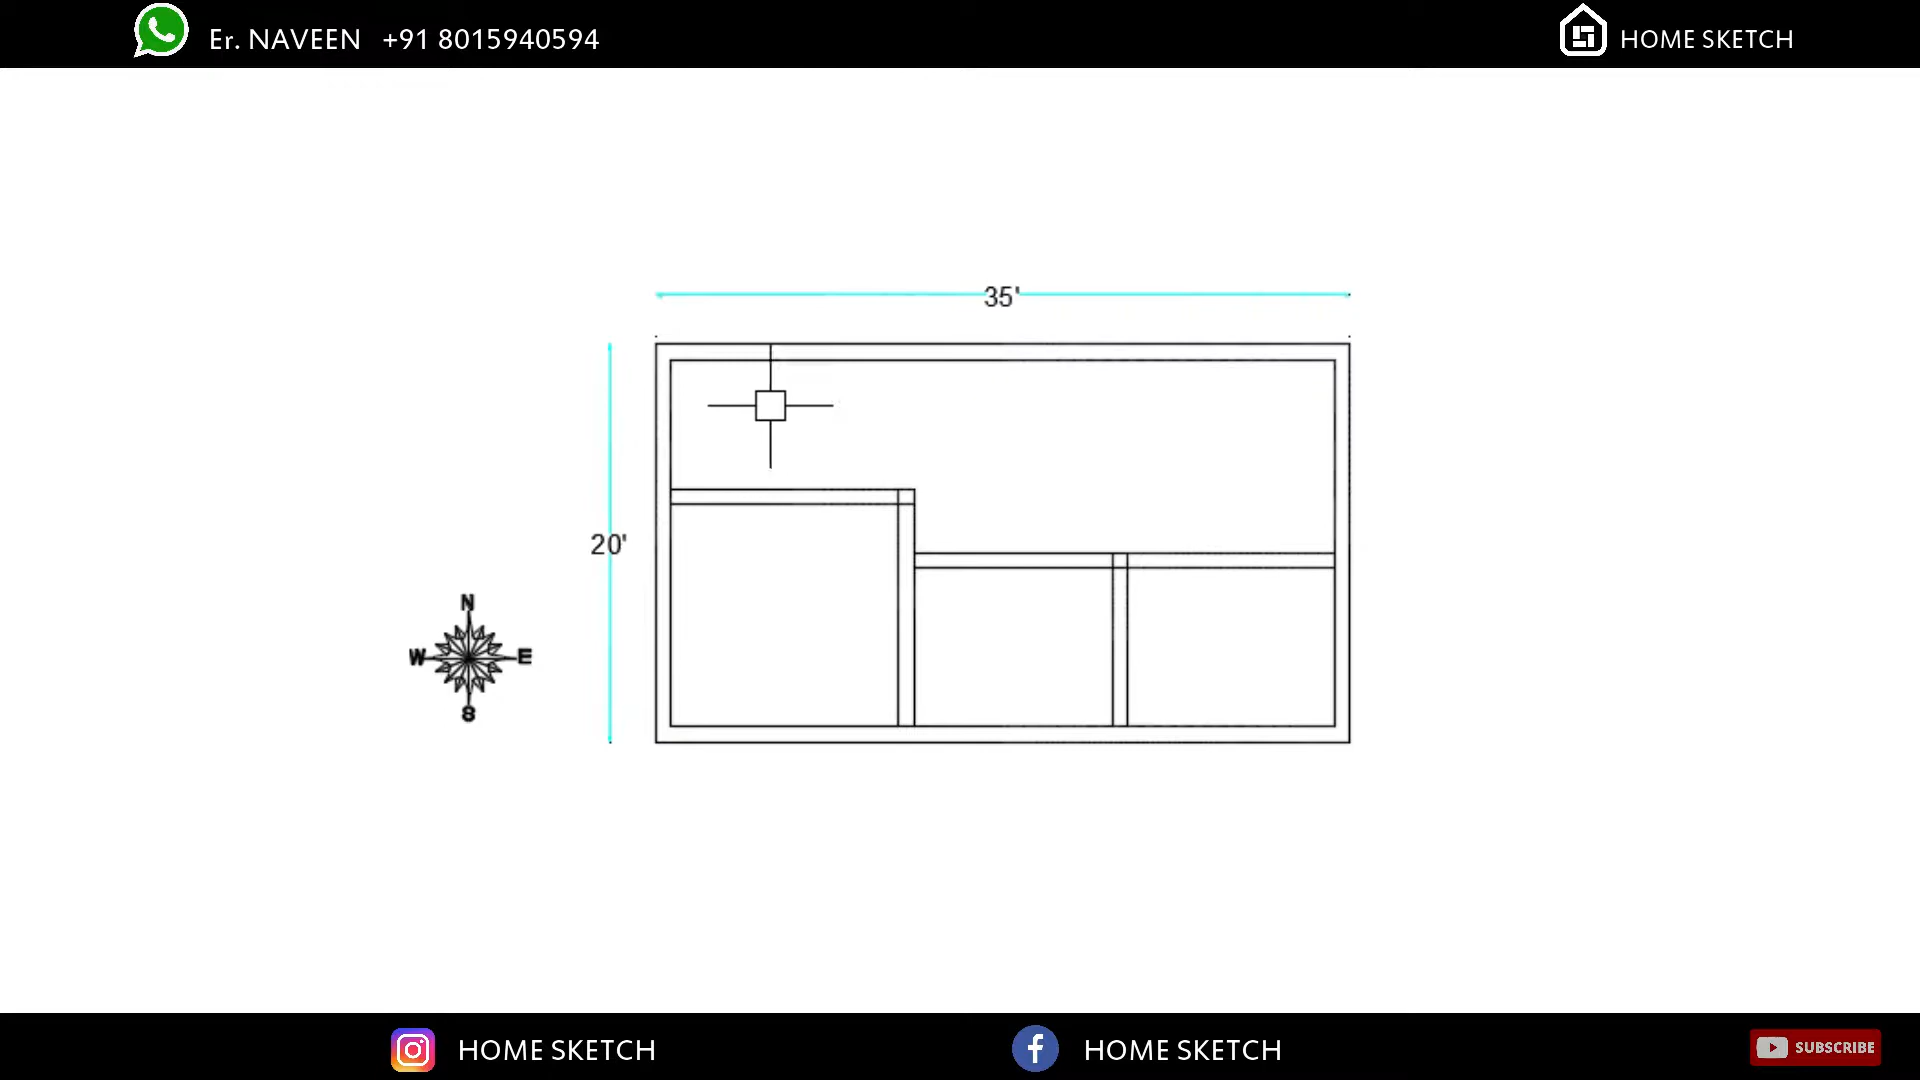 Er. NAVEEN +91 8015940594
HOME SKETCH
35'
20'
N
W E
S
HOME SKETCH
HOME SKETCH
SUBSCRIBE